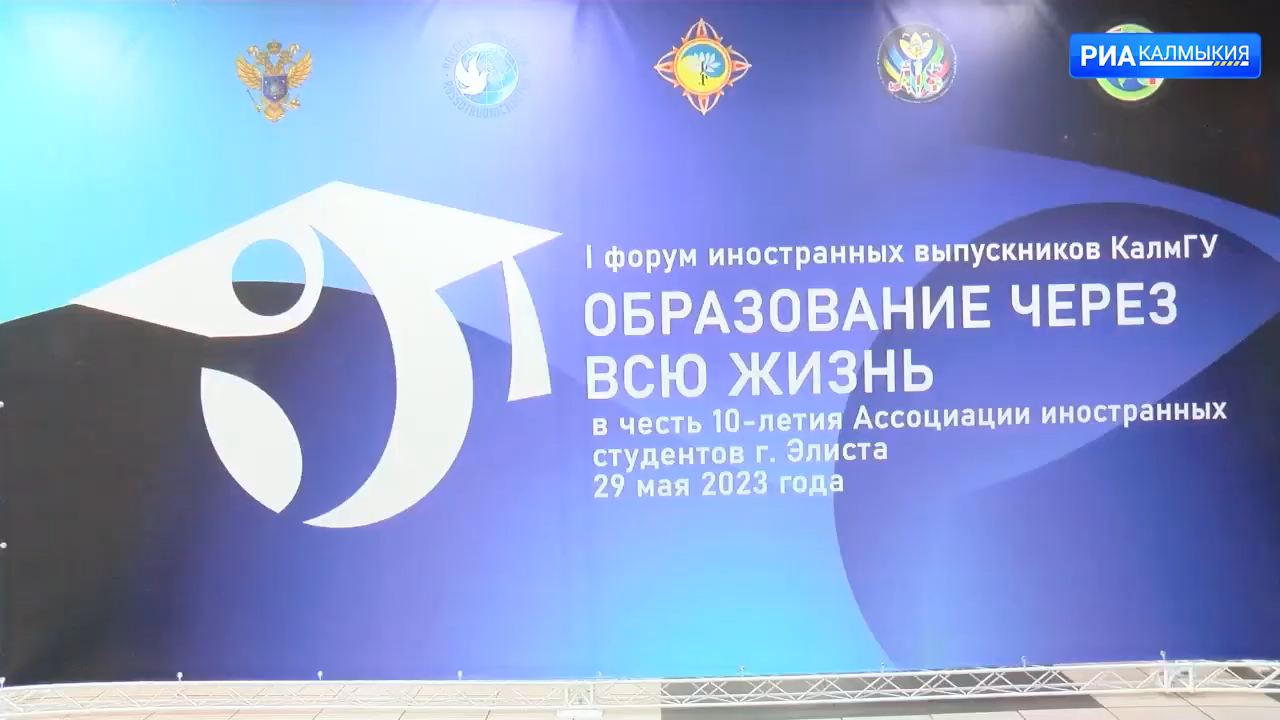 РИА КАЛМЫКИЯ
I форум иностранных выпускников КалмГУ
ОБРАЗОВАНИЕ ЧЕРЕЗ
ВСЮ ЖИЗНЬ
в честь 10-летия Ассоциации иностранных
студентов г. Элиста
29 мая 2023 года